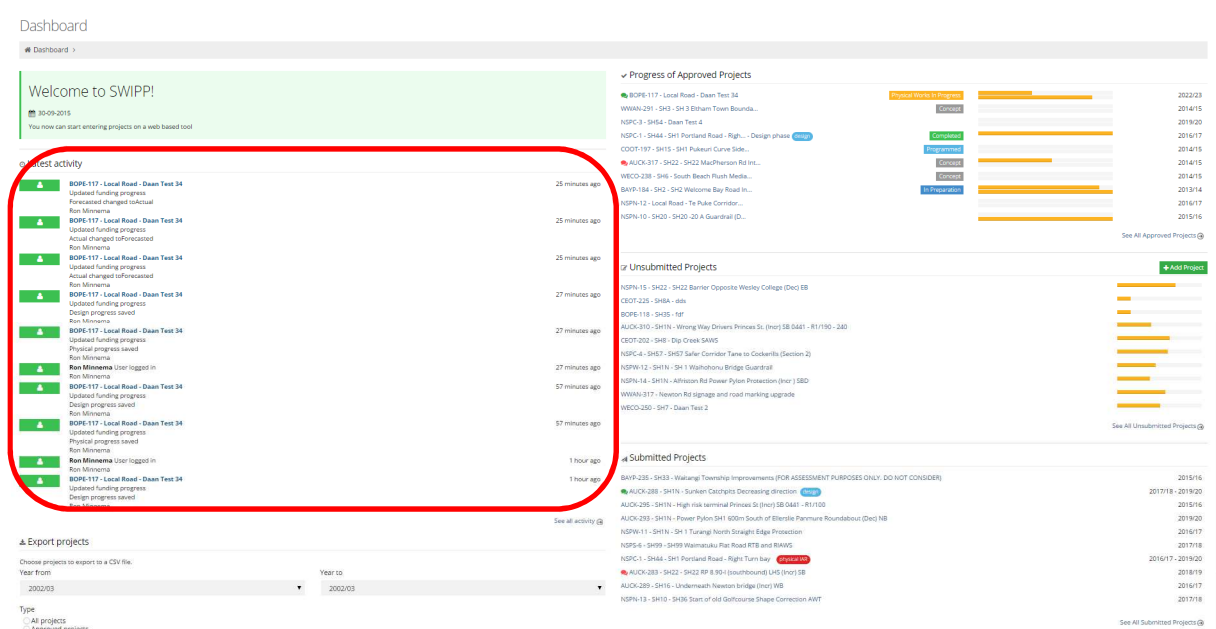 Dashboard
Dashboard >
Welcome to SWIPP!
30-09-2015
You now can start entering projects on a web based tool
Latest activity
BOPE-117 - Local Road - Daan Test 34 25 minutes ago
Updated funding progress
Forecasted changed toActual
Ron Minnema
BOPE-117 - Local Road - Daan Test 34 25 minutes ago
Updated funding progress
Actual changed toForecasted
Ron Minnema
BOPE-117 - Local Road - Daan Test 34 25 minutes ago
Updated funding progress
Actual changed toForecasted
Ron Minnema
BOPE-117 - Local Road - Daan Test 34 27 minutes ago
Updated funding progress
Design progress saved
Ron Minnema
BOPE-117 - Local Road - Daan Test 34 27 minutes ago
Updated funding progress
Physical progress saved
Ron Minnema
Ron Minnema User logged in 27 minutes ago
Ron Minnema
BOPE-117 - Local Road - Daan Test 34 57 minutes ago
Updated funding progress
Design progress saved
Ron Minnema
BOPE-117 - Local Road - Daan Test 34 57 minutes ago
Updated funding progress
Physical progress saved
Ron Minnema
Ron Minnema User logged in 1 hour ago
Ron Minnema
BOPE-117 - Local Road - Daan Test 34 1 hour ago
Updated funding progress
Design progress saved
Ron Minnema
See all activity
Export projects
Choose projects to export to a CSV file.
Year from Year to
2002/03 2002/03
Type
All projects
Approved projects
Progress of Approved Projects
BOPE-117 - Local Road - Daan Test 34 Physical Works In Progress 2022/23
WWAN-291 - SH3 - SH 3 Eltham Town Bounda... Concept 2014/15
NSPC-3 - SH54 - Daan Test 4 2019/20
NSPC-1 - SH44 - SH1 Portland Road - Righ... - Design phase design Completed 2016/17
COOT-197 - SH1S - SH1 Pukeuri Curve Side... Programmed 2014/15
AUCK-317 - SH22 - SH22 MacPherson Rd Int... Concept 2014/15
WECO-238 - SH6 - South Beach Flush Media... Concept 2014/15
BAYP-184 - SH2 - SH2 Welcome Bay Road In... In Preparation 2013/14
NSPN-12 - Local Road - Te Puke Corridor... 2016/17
NSPN-10 - SH20 - SH20 -20 A Guardrail (D... 2015/16
See All Approved Projects
Unsubmitted Projects Add Project
NSPN-15 - SH22 - SH22 Barrier Opposite Wesley College (Dec) EB
CEOT-225 - SH8A - dds
BOPE-118 - SH35 - fdf
AUCK-310 - SH1N - Wrong Way Drivers Princes St. (Incr) SB 0441 - R1/190 - 240
CEOT-202 - SH8 - Dip Creek SAWS
NSPC-4 - SH57 - SH57 Safer Corridor Tane to Cockerills (Section 2)
NSPW-12 - SH1N - SH 1 Waihohonu Bridge Guardrail
NSPN-14 - SH1N - Alfriston Rd Power Pylon Protection (Incr ) SBD
WWAN-317 - Newton Rd signage and road marking upgrade
WECO-250 - SH7 - Daan Test 2
See All Unsubmitted Projects
Submitted Projects
BAYP-235 - SH33 - Waitangi Township Improvements (FOR ASSESSMENT PURPOSES ONLY. DO NOT CONSIDER) 2015/16
AUCK-288 - SH1N - Sunken Catchpits Decreasing direction design 2017/18 - 2019/20
AUCK-295 - SH1N - High risk terminal Princes St (Incr) SB 0441 - R1/100 2015/16
AUCK-293 - SH1N - Power Pylon SH1 600m South of Ellerslie Panmure Roundabout (Dec) NB 2019/20
NSPW-11 - SH1N - SH 1 Turangi North Straight Edge Protection 2016/17
NSPS-6 - SH99 - SH99 Waimatuku Flat Road RTB and RIAWS 2017/18
NSPC-1 - SH44 - SH1 Portland Road - Right Turn bay physical IAR 2016/17 - 2019/20
AUCK-283 - SH22 - SH22 RP 8.90-I (southbound) LHS (Incr) SB 2018/19
AUCK-289 - SH16 - Underneath Newton bridge (Incr) WB 2016/17
NSPN-13 - SH10 - SH36 Start of old Golfcourse Shape Correction AWT 2017/18
See All Submitted Projects